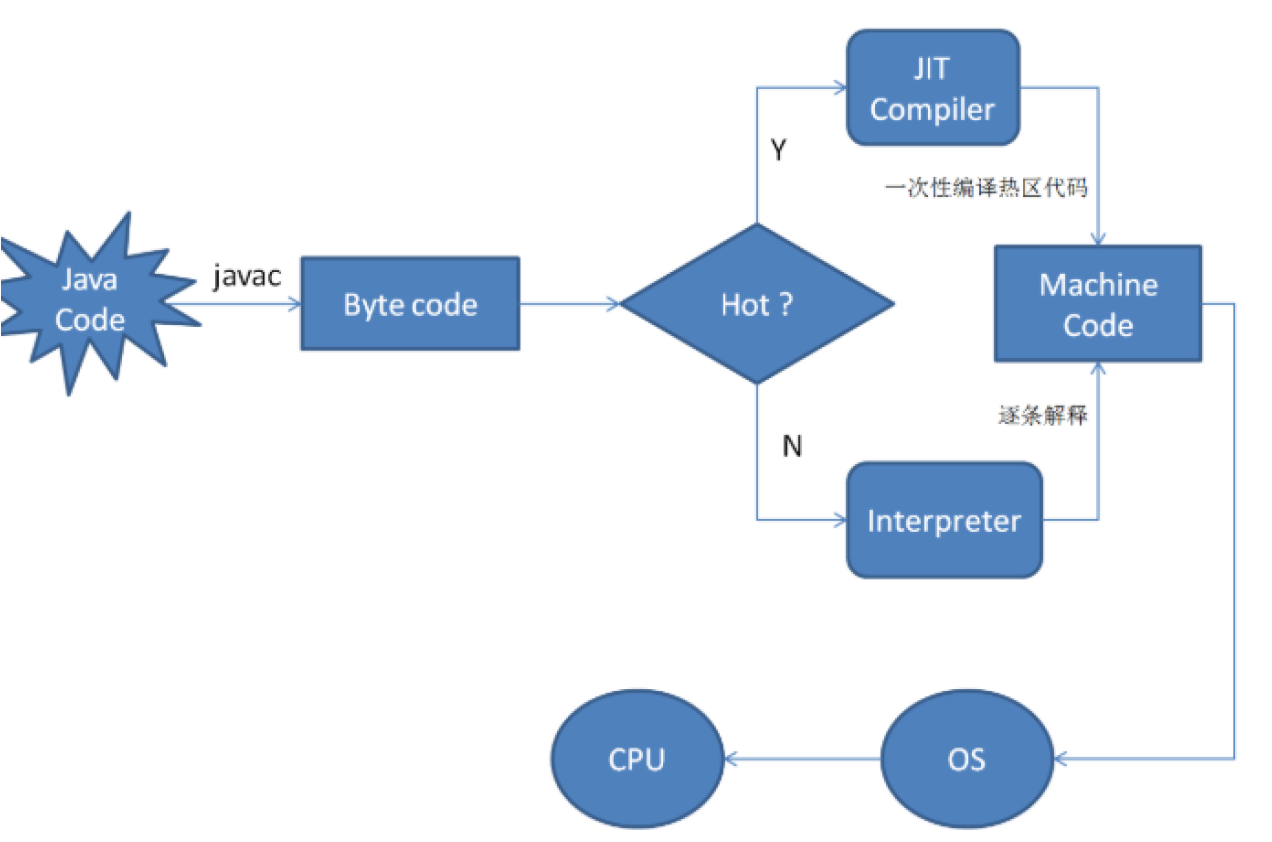 JIT
Compiler
Y
一次性编译热区代码
Java
Code
javac
Byte code
Hot ?
Machine
Code
逐条解释
N
Interpreter
CPU
OS